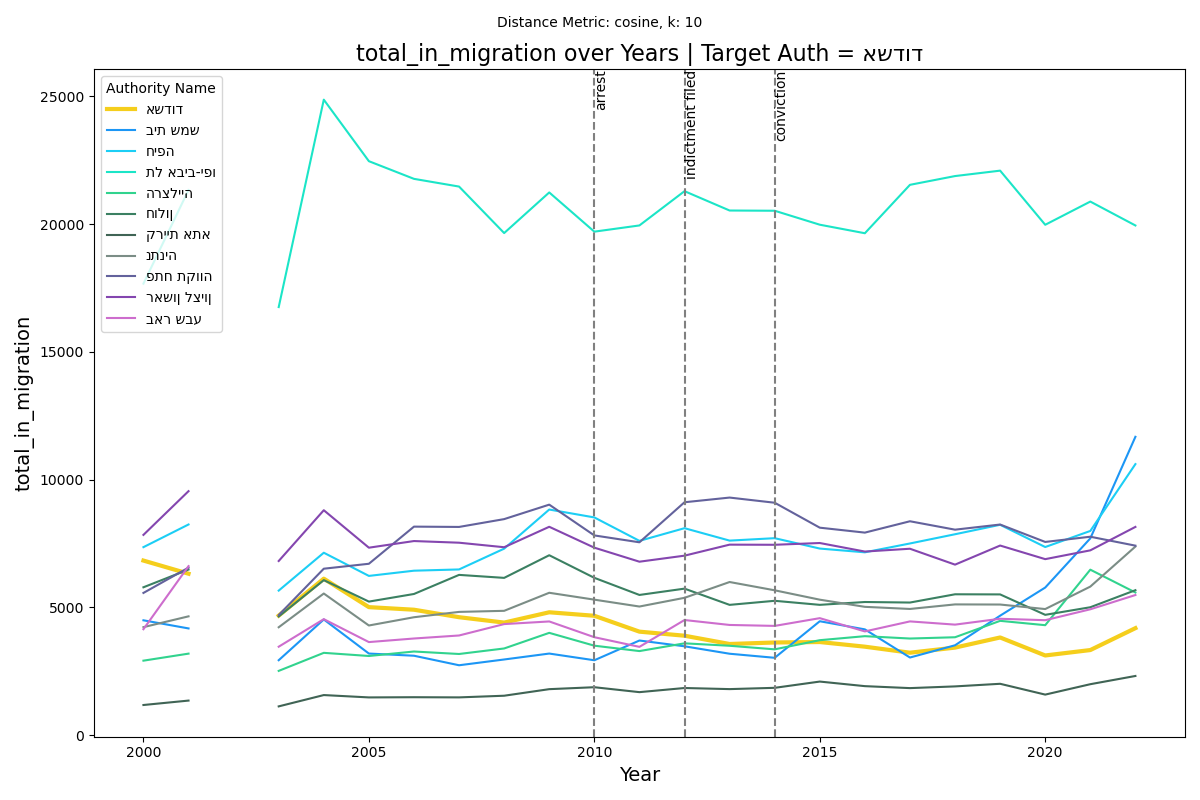 Distance Metric: cosine, k: 10
total_in_migration over Years | Target Auth = אשדוד
Authority Name
אשדוד
בית שמש
חיפה
תל אביב-יפו
הרצלייה
חולון
קריית אתא
נתניה
פתח תקווה
ראשון לציון
באר שבע
arrest
indictment filed
conviction
25000
20000
15000
10000
5000
0
total_in_migration
2000
2005
2010
2015
2020
Year